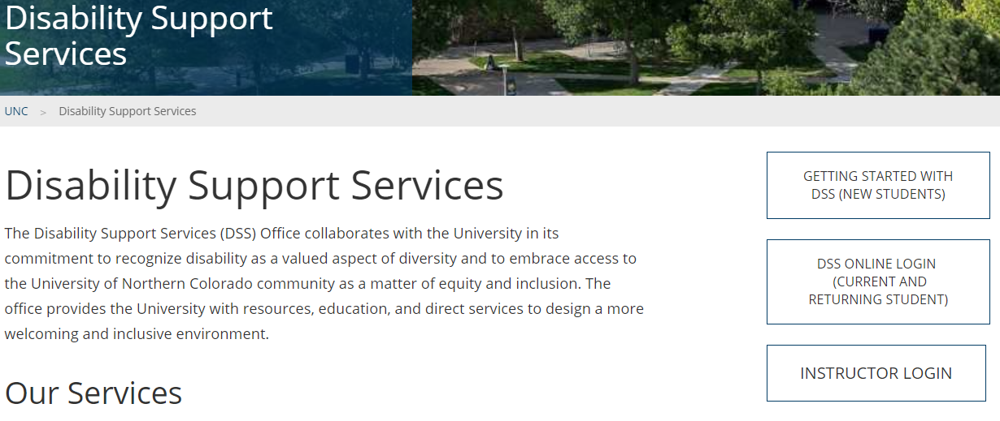 Disability Support
Services
UNC > Disability Support Services
Disability Support Services
The Disability Support Services (DSS) Office collaborates with the University in its
commitment to recognize disability as a valued aspect of diversity and to embrace access to
the University of Northern Colorado community as a matter of equity and inclusion. The
office provides the University with resources, education, and direct services to design a more
welcoming and inclusive environment.
Our Services
GETTING STARTED WITH
DSS (NEW STUDENTS)
DSS ONLINE LOGIN
(CURRENT AND
RETURNING STUDENT)
INSTRUCTOR LOGIN